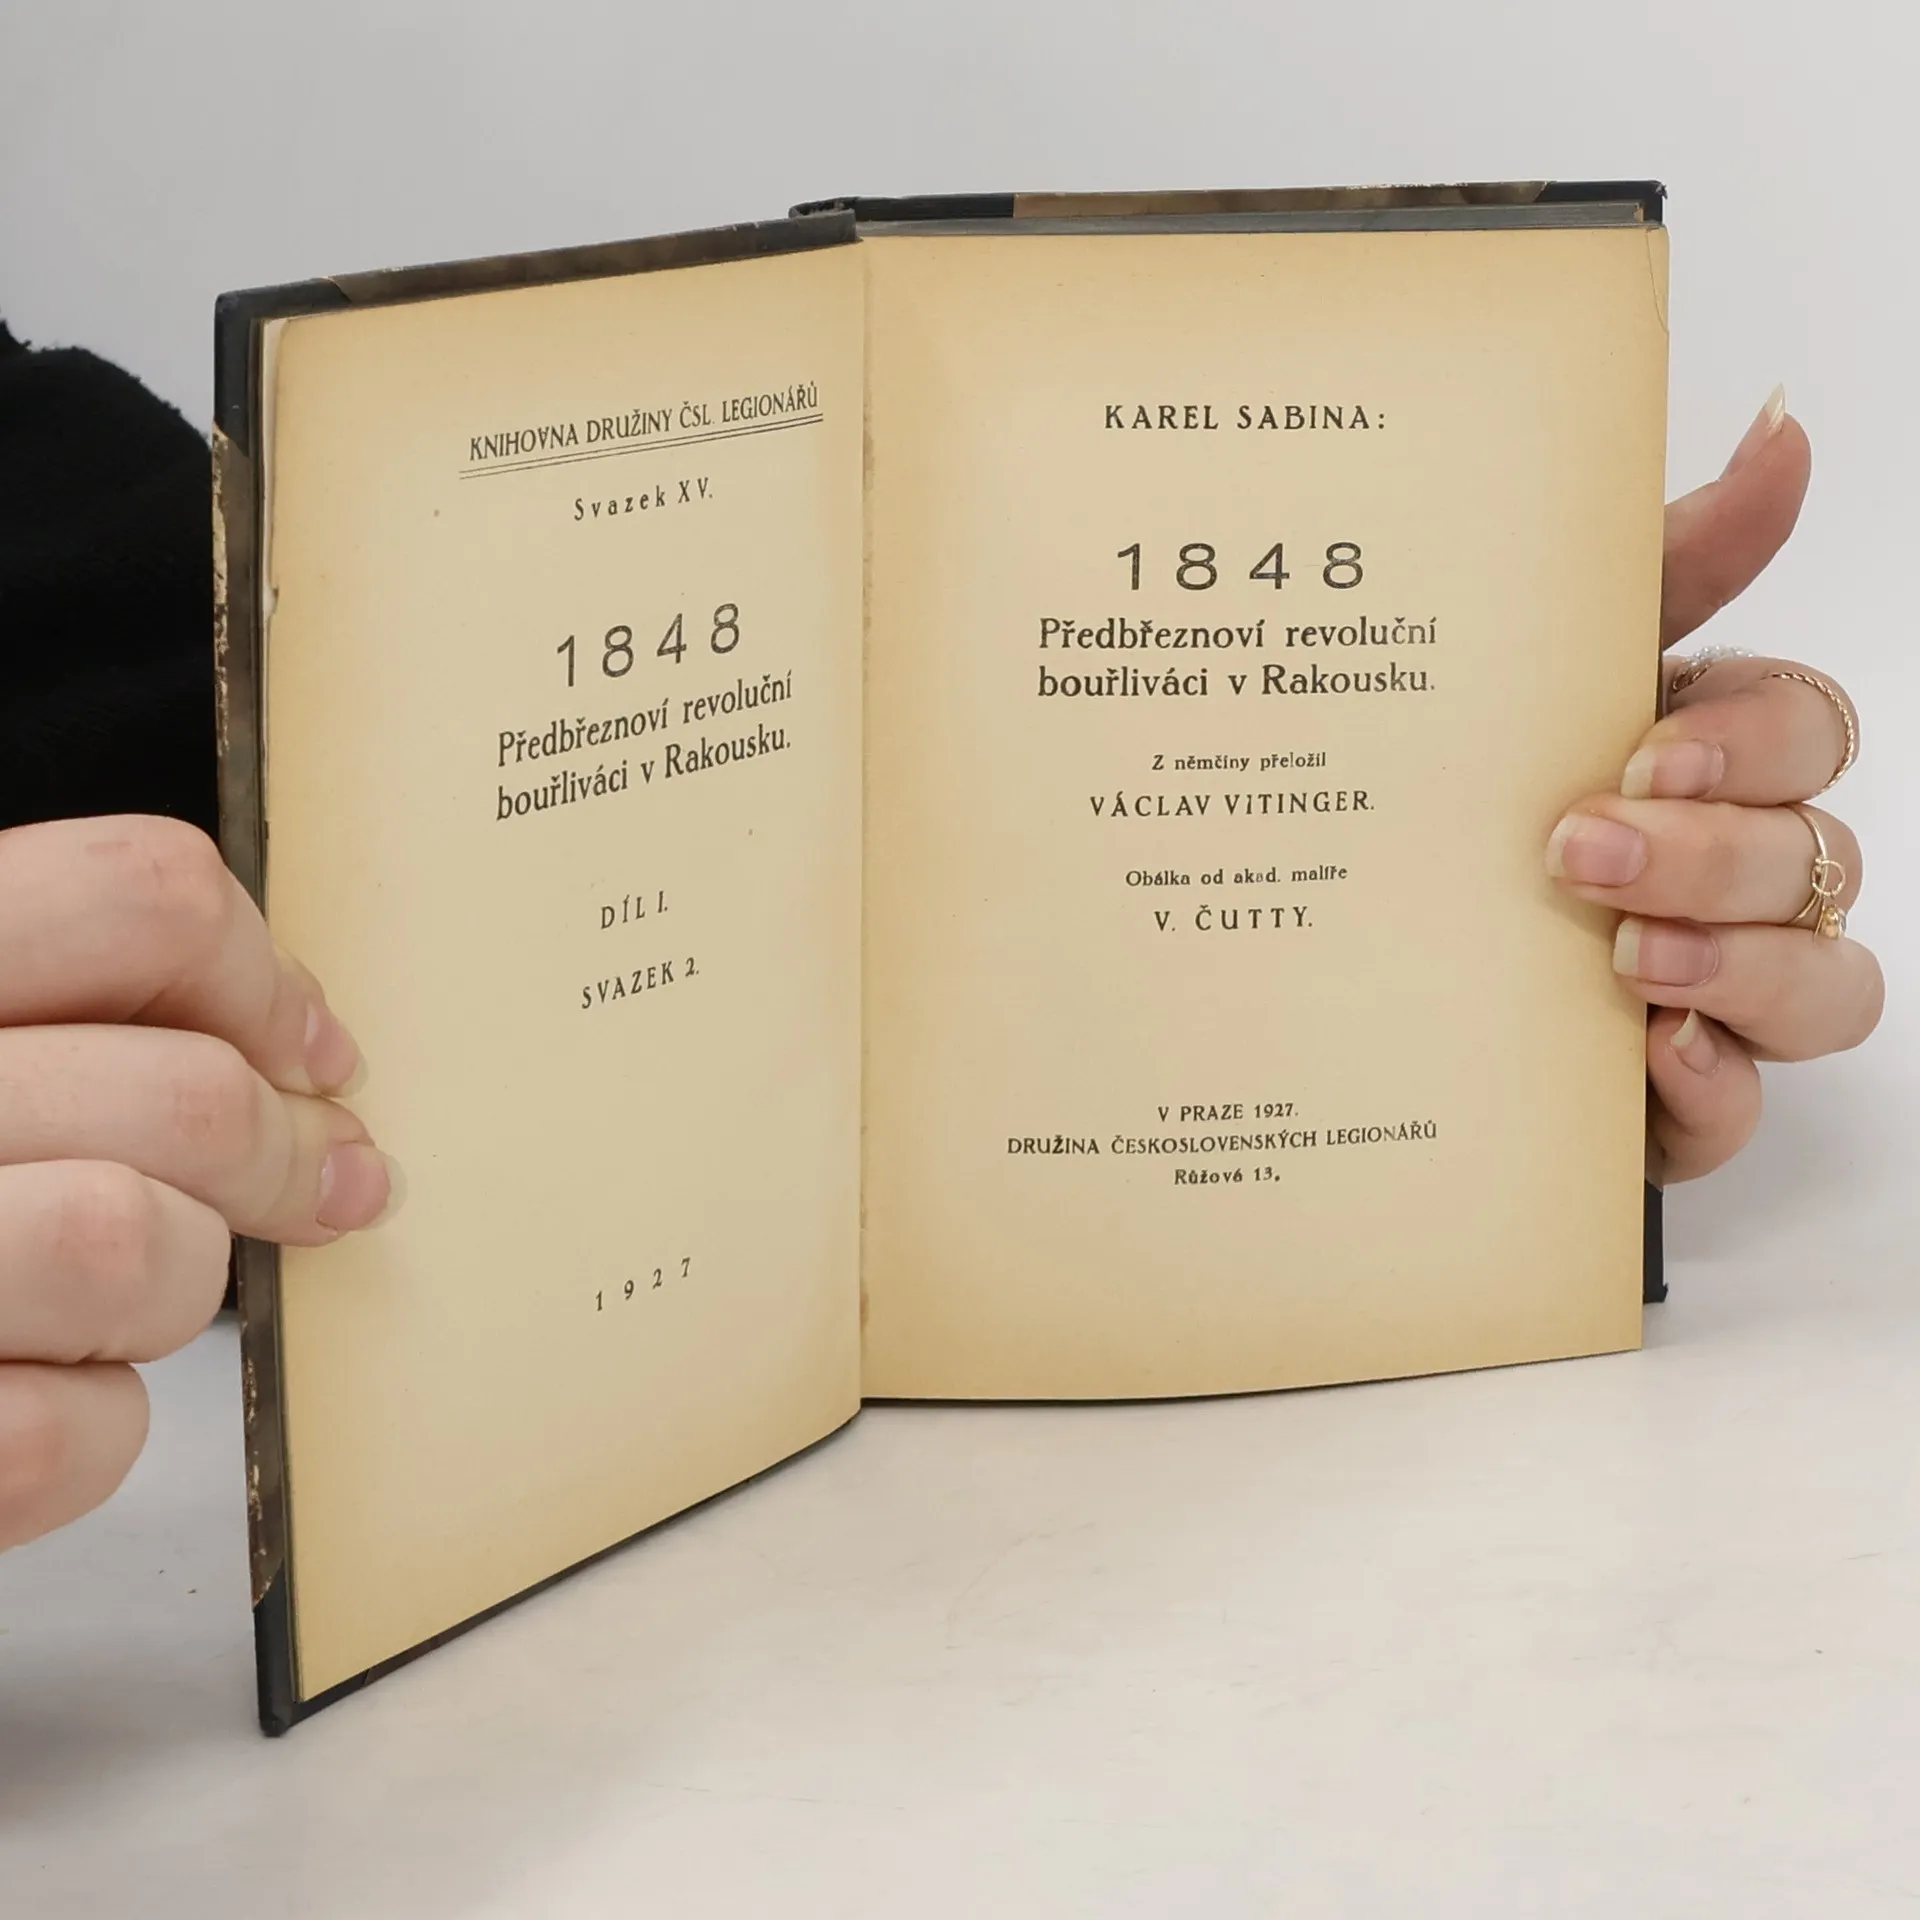 KNIHOVNA DRUŽINY ČSL. LEGIONÁŘŮ
Svazek XV.
1848
Předbřeznoví revoluční
bouřliváci v Rakousku.
DÍL I.
SVAZEK 2.
1927
KAREL SABINA:
1848
Předbřeznoví revoluční
bouřliváci v Rakousku.
Z němčiny přeložil
VÁCLAV VITINGER.
Obálka od akad. malíře
V. ČUTTY.
V PRAZE 1927.
DRUŽINA ČESKOSLOVENSKÝCH LEGIONÁŘŮ
Růžová 13.